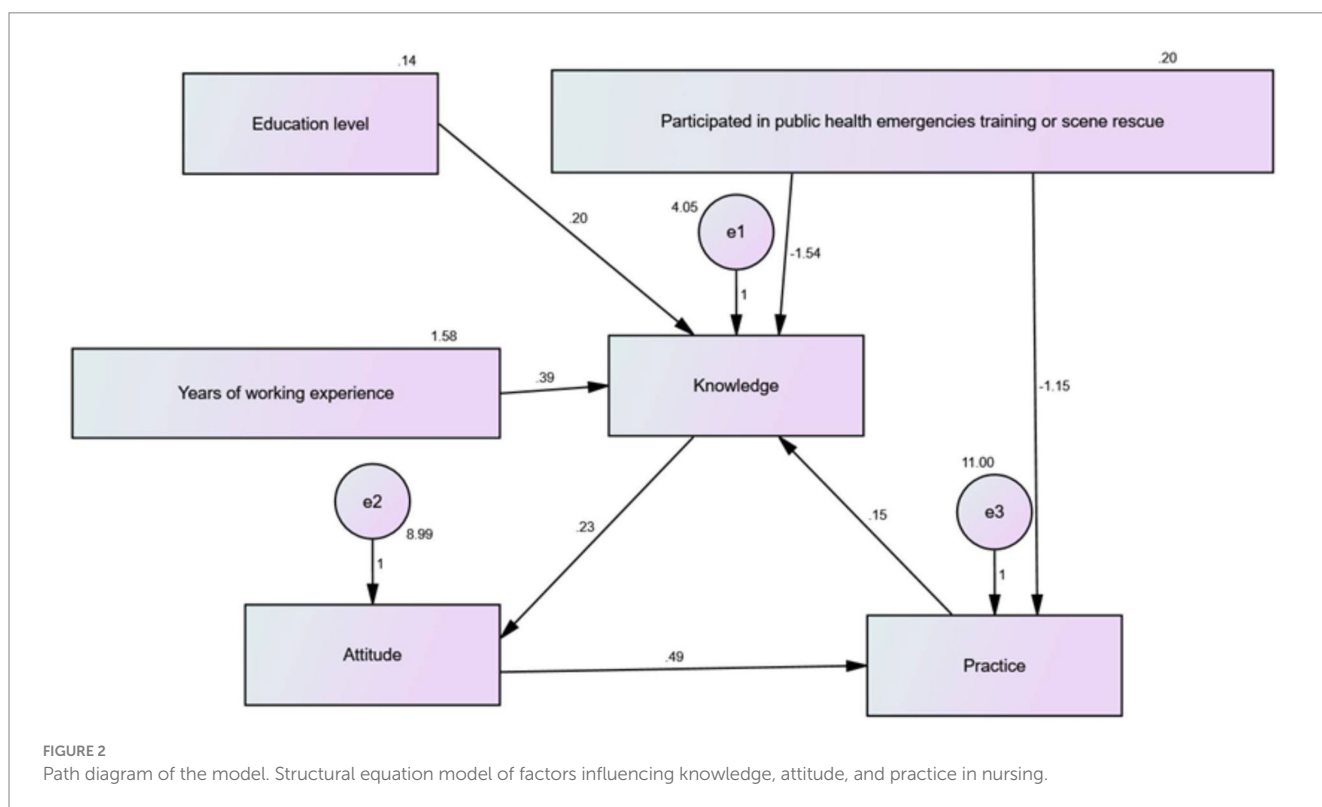 .14
.20
Education level
Participated in public health emergencies training or scene rescue
4.05
e1
.20
-1.54
1
1.58
Years of working experience
.39
Knowledge
-1.15
e2
8.99
11.00
e3
.23
.15
1
1
Attitude
.49
Practice
FIGURE 2
Path diagram of the model. Structural equation model of factors influencing knowledge, attitude, and practice in nursing.